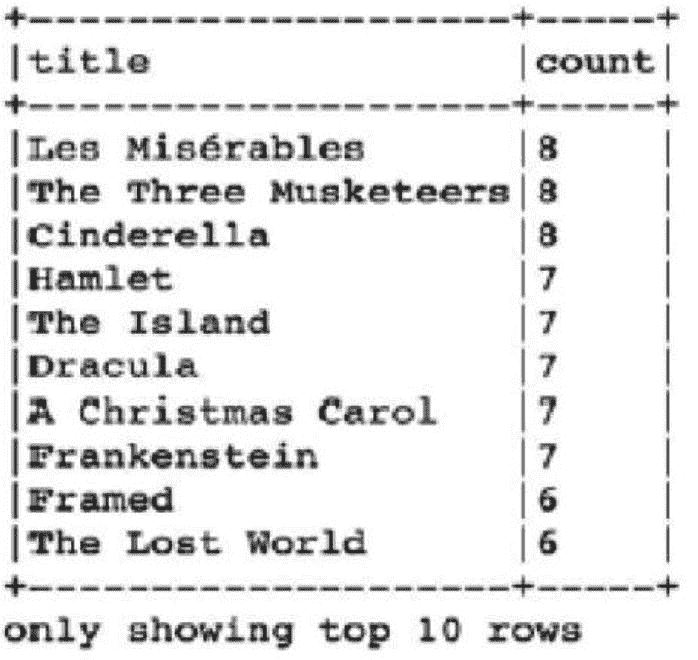 +---------------------+-----+
|title                |count|
+---------------------+-----+
|Les Misérables       |8    |
|The Three Musketeers|8    |
|Cinderella           |8    |
|Hamlet               |7    |
|The Island           |7    |
|Dracula              |7    |
|A Christmas Carol    |7    |
|Frankenstein         |7    |
|Framed               |6    |
|The Lost World       |6    |
+---------------------+-----+
only showing top 10 rows